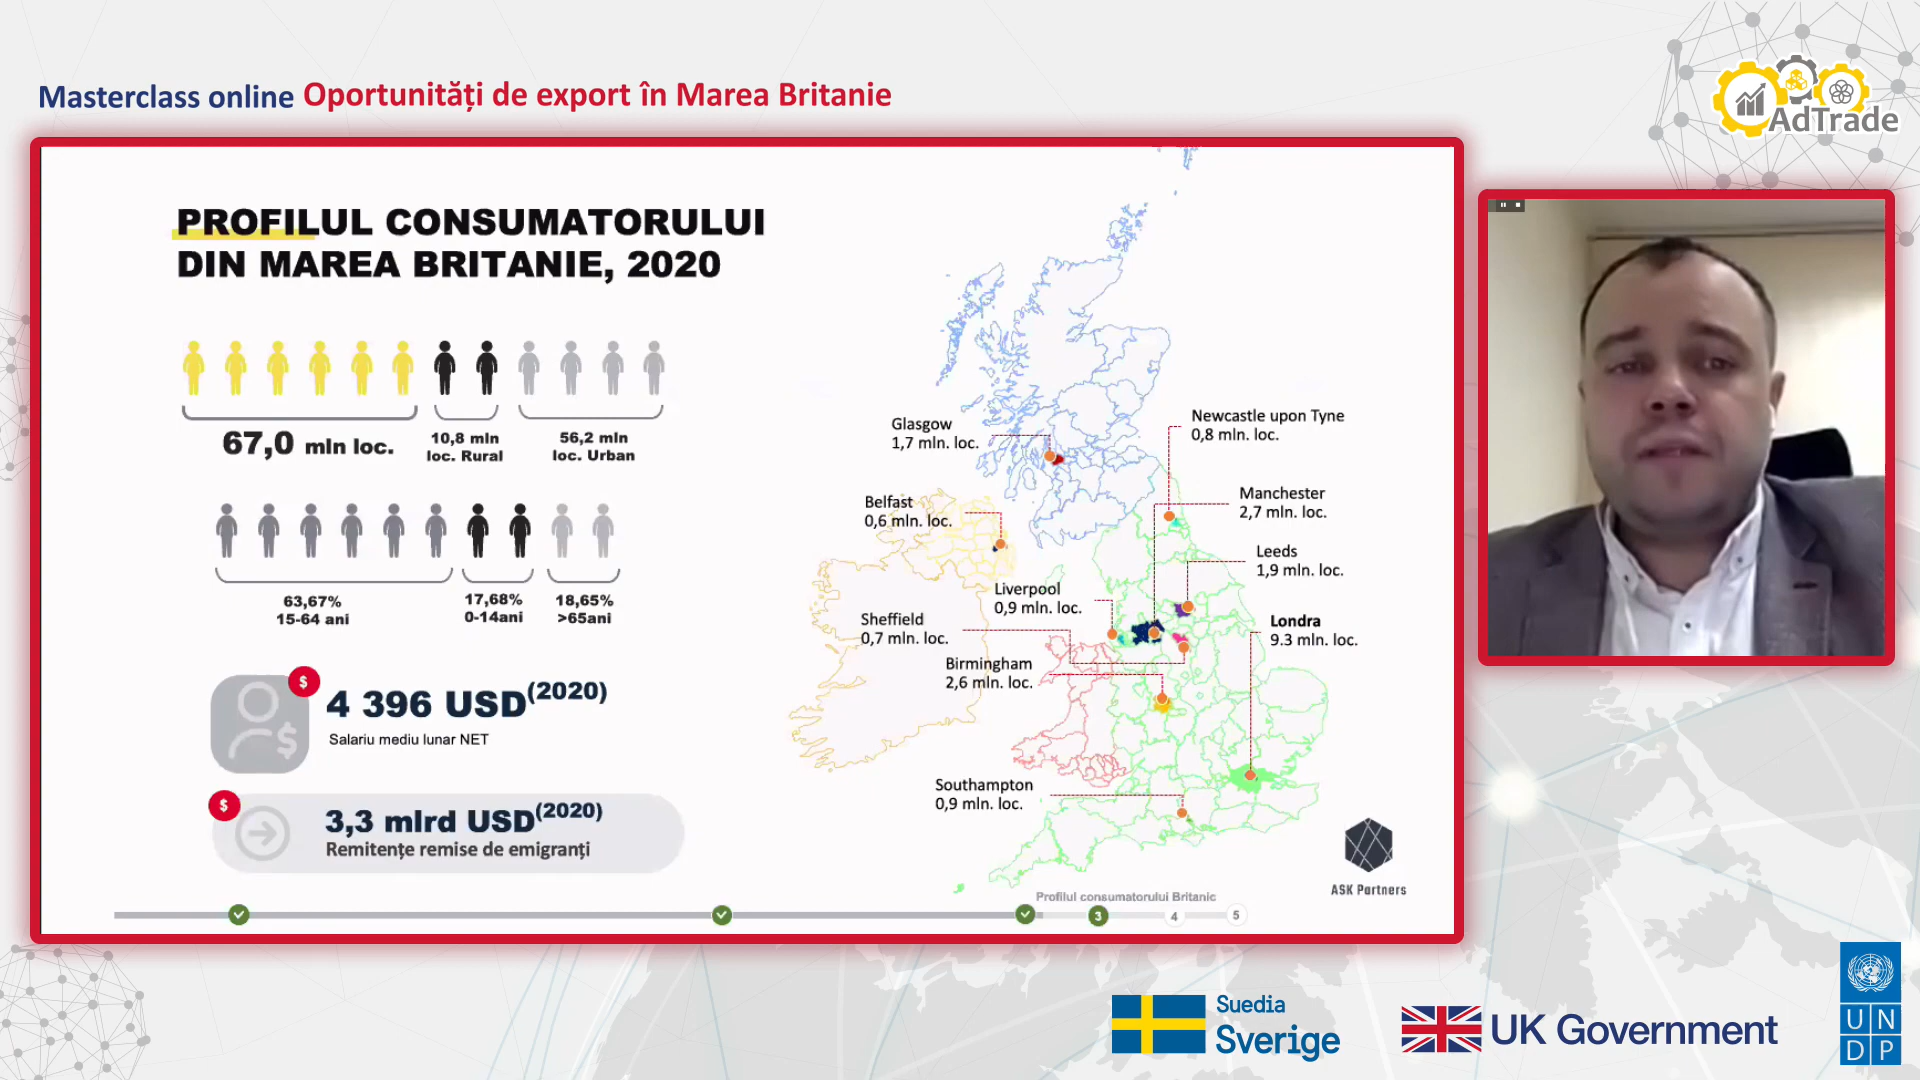 Masterclass online Oportunități de export în Marea Britanie
AdTrade
PROFILUL CONSUMATORULUI
DIN MAREA BRITANIE, 2020
67,0 mln loc.
10,8 mln
loc. Rural
56,2 mln
loc. Urban
63,67%
15-64 ani
17,68%
0-14ani
18,65%
>65ani
$
4 396 USD(2020)
Salariu mediu lunar NET
$
3,3 mlrd USD(2020)
Remitențe remise de emigranți
Glasgow
1,7 mln. loc.
Newcastle upon Tyne
0,8 mln. loc.
Belfast
0,6 mln. loc.
Manchester
2,7 mln. loc.
Leeds
1,9 mln. loc.
Liverpool
0,9 mln. loc.
Sheffield
0,7 mln. loc.
Londra
9.3 mln. loc.
Birmingham
2,6 mln. loc.
Southampton
0,9 mln. loc.
ASK Partners
Profilul consumatorului Britanic
3
4
5
Suedia
Sverige
UK Government
U N
D P